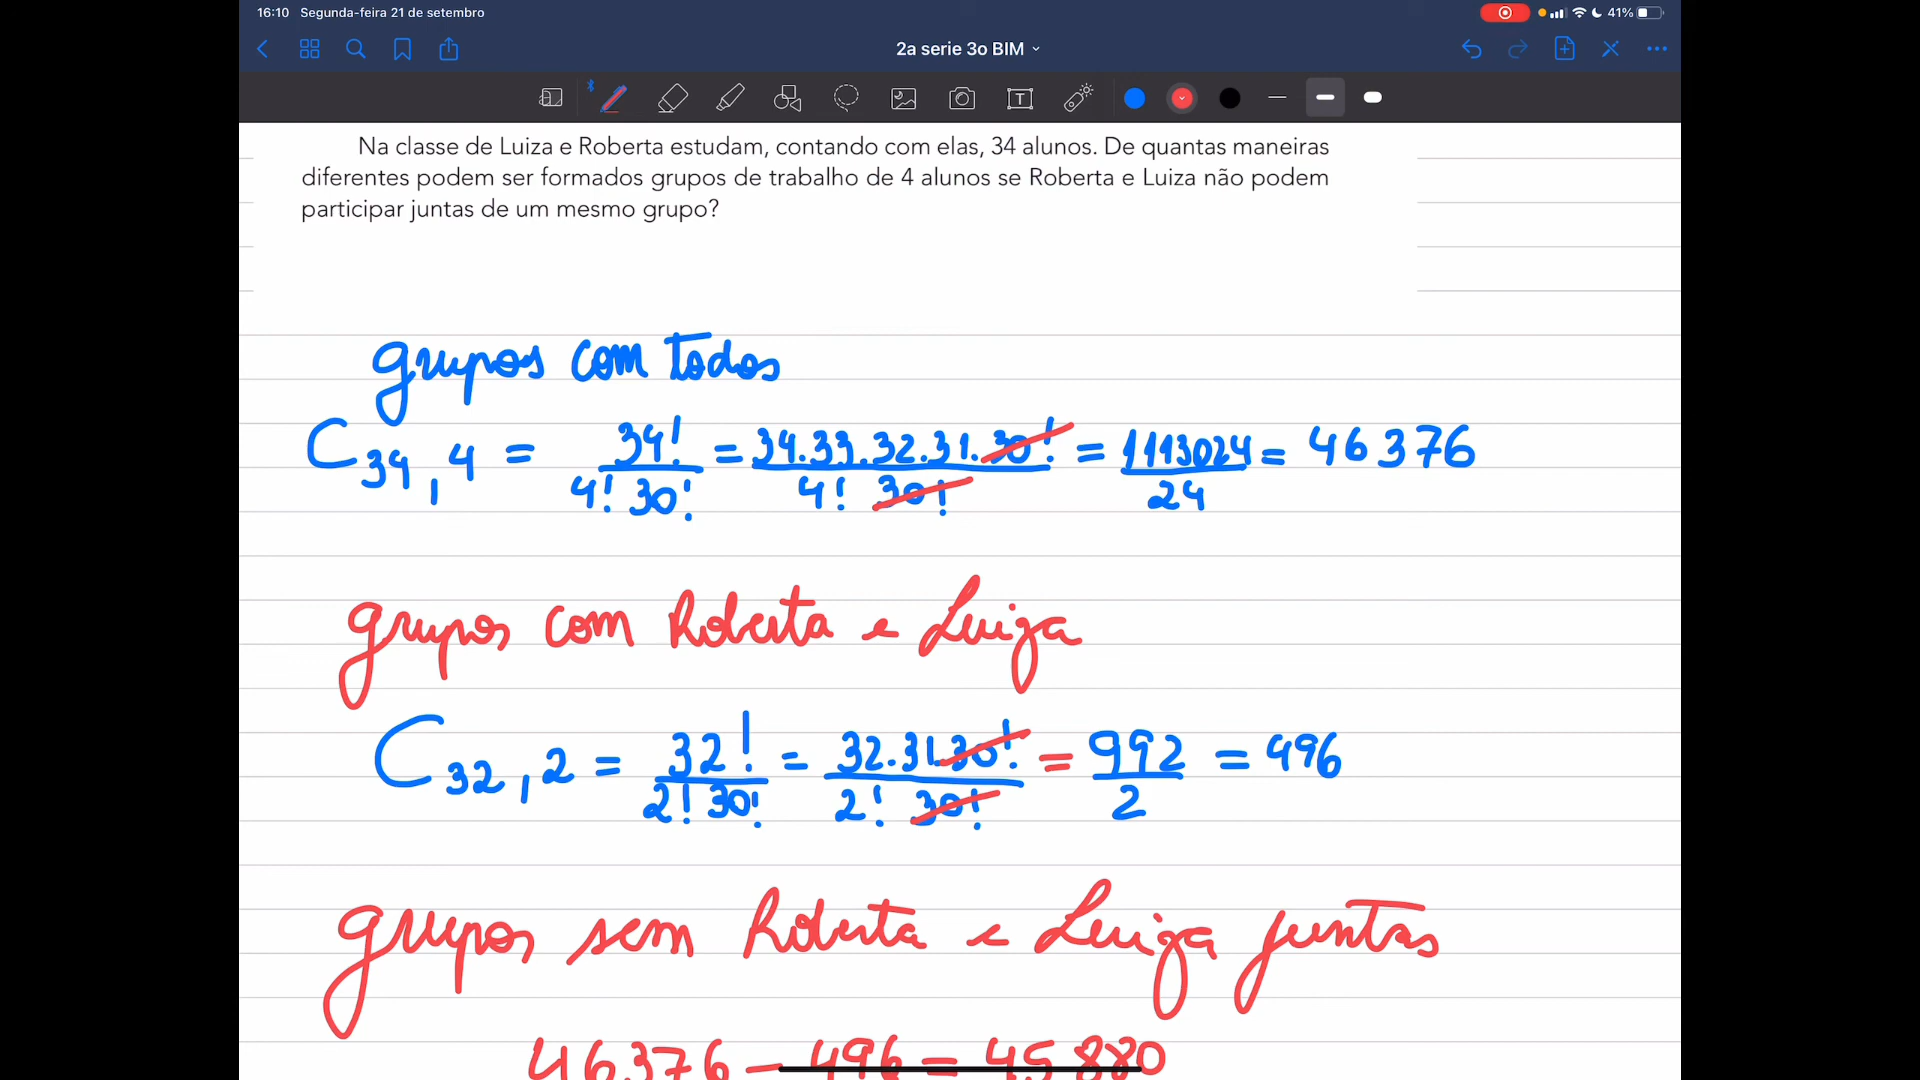 16:10 Segunda-feira 21 de setembro
41%
2a serie 3o BIM
Na classe de Luiza e Roberta estudam, contando com elas, 34 alunos. De quantas maneiras
diferentes podem ser formados grupos de trabalho de 4 alunos se Roberta e Luiza não podem
participar juntas de um mesmo grupo?
grupos com todos
C34,4 = 34!/4! 30! = 34.33.32.31.30!/4! 30! = 1113024/24 = 46376
grupos com Roberta e Luiza
C32,2 = 32!/2! 30! = 32.31.30!/2! 30! = 992/2 = 496
grupos sem Roberta e Luiza juntas
46376 - 496 = 45880